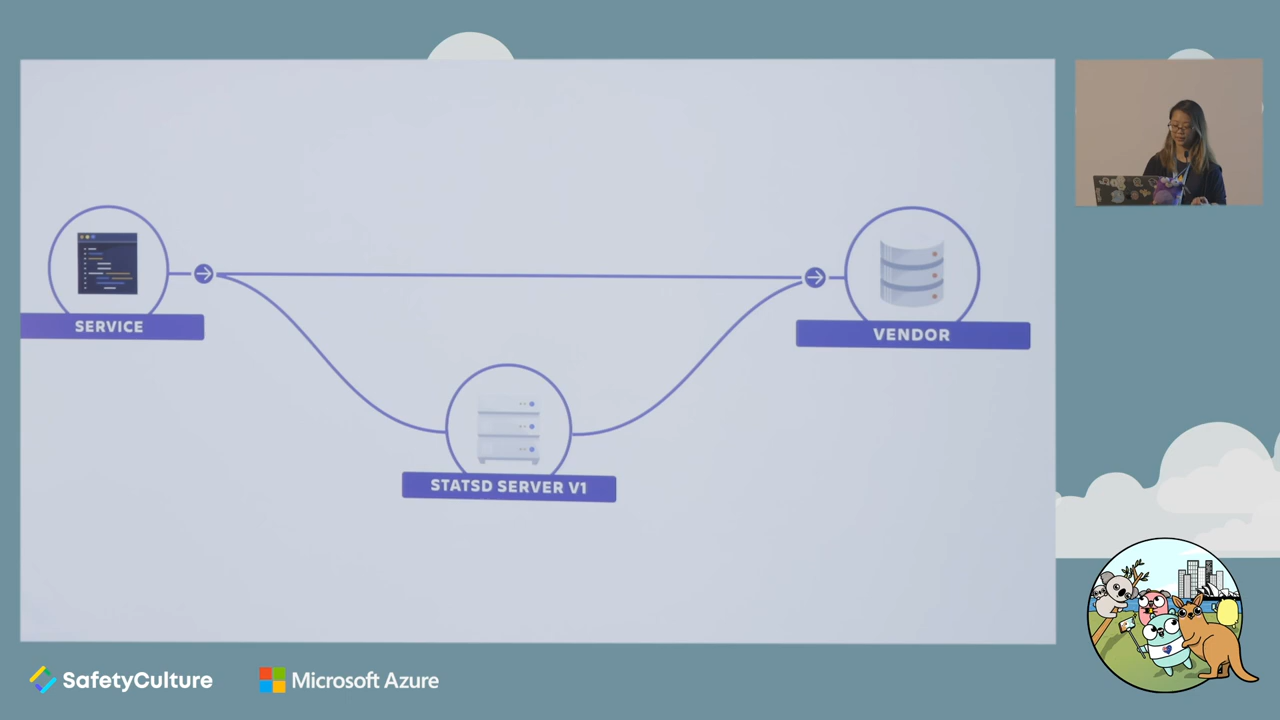 SERVICE
VENDOR
STATSD SERVER V1
SafetyCulture
Microsoft Azure